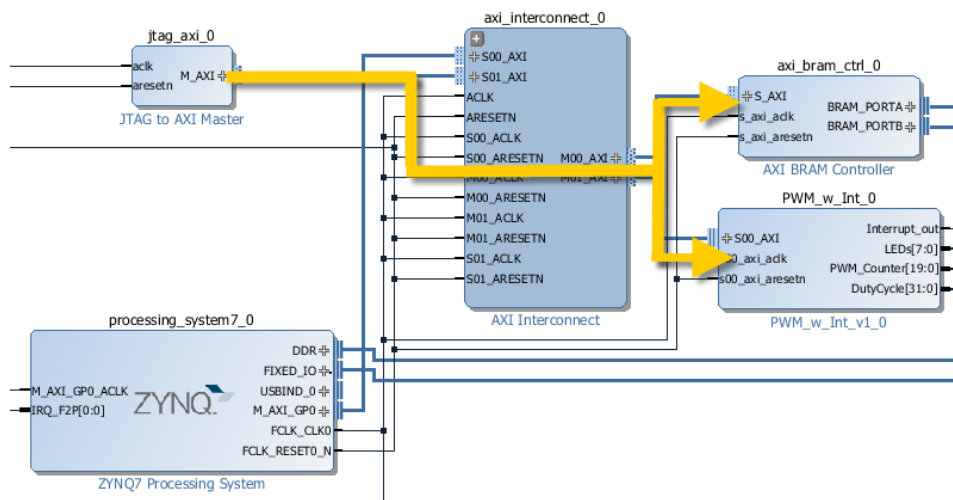 jtag_axi_0
aclk
aresetn
M_AXI
JTAG to AXI Master
axi_interconnect_0
S00_AXI
S01_AXI
ACLK
ARESETN
S00_ACLK
S00_ARESETN
M00_ACLK
M00_ARESETN
M01_ACLK
M01_ARESETN
S01_ACLK
S01_ARESETN
M00_AXI
M01_AXI
AXI Interconnect
axi_bram_ctrl_0
S_AXI
s_axi_aclk
s_axi_aresetn
BRAM_PORTA
BRAM_PORTB
AXI BRAM Controller
PWM_w_Int_0
S00_AXI
s00_axi_aclk
s00_axi_aresetn
Interrupt_out
LEDs[7:0]
PWM_Counter[19:0]
DutyCycle[31:0]
PWM_w_Int_v1_0
processing_system7_0
M_AXI_GP0_ACLK
IRQ_F2P[0:0]
ZYNQ
DDR
FIXED_IO
USBIND_0
M_AXI_GP0
FCLK_CLK0
FCLK_RESET0_N
ZYNQ7 Processing System